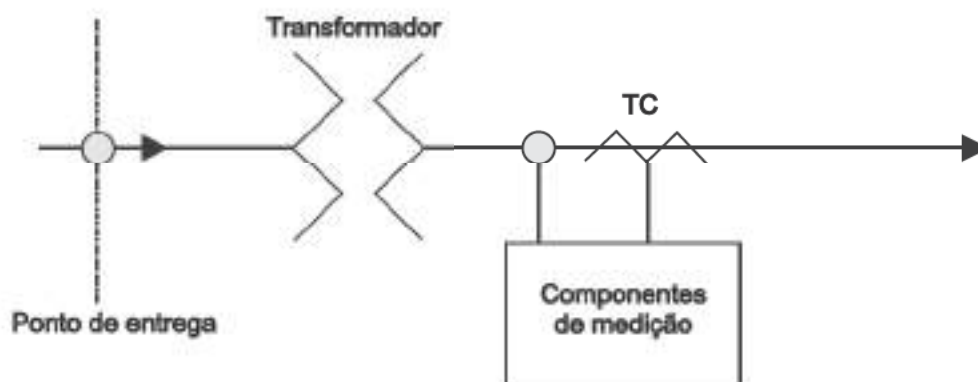 Transformador
TC
Ponto de entrega
Componentes
de medição